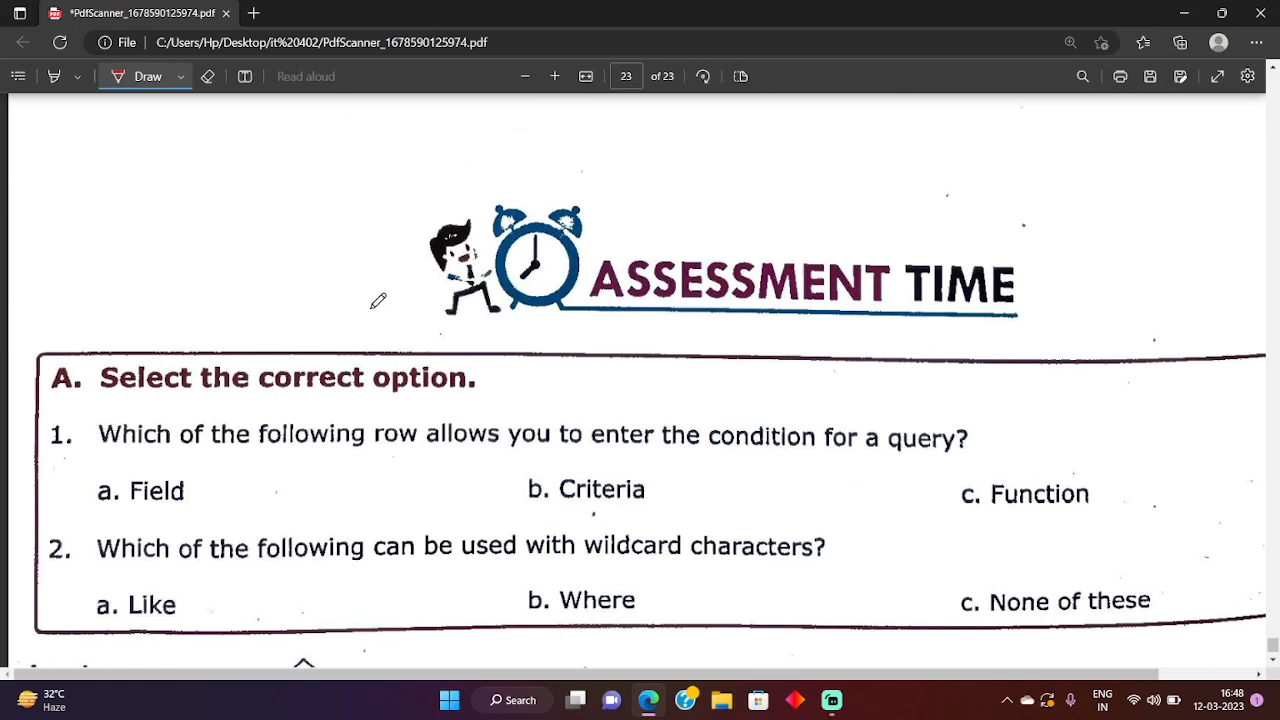 *PdfScanner_1678590125974.pdf
File C:/Users/Hp/Desktop/it%20402/PdfScanner_1678590125974.pdf
Draw Read aloud 23 of 23
ASSESSMENT TIME
A. Select the correct option.
1. Which of the following row allows you to enter the condition for a query?
a. Field b. Criteria c. Function
2. Which of the following can be used with wildcard characters?
a. Like b. Where c. None of these
32°C
Haze
Search
ENG
IN
16:48
12-03-2023
1